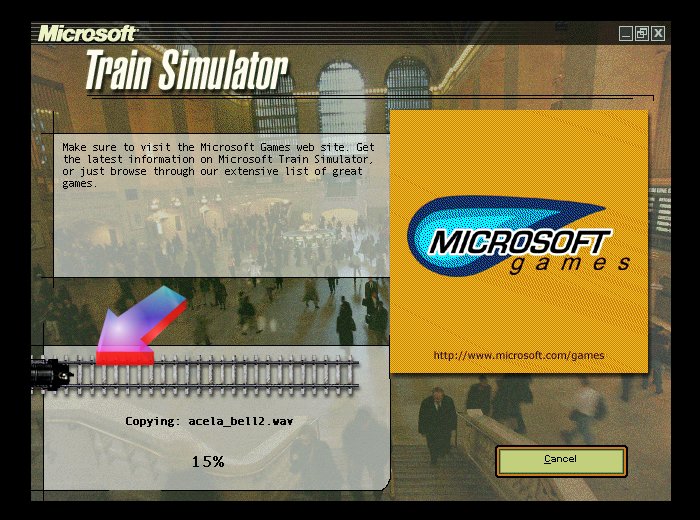 Microsoft
Train Simulator
Make sure to visit the Microsoft Games web site. Get
the latest information on Microsoft Train Simulator,
or just browse through our extensive list of great
games.
MICROSOFT
games
http://www.microsoft.com/games
Copying: acela_bell2.wav
15%
Cancel